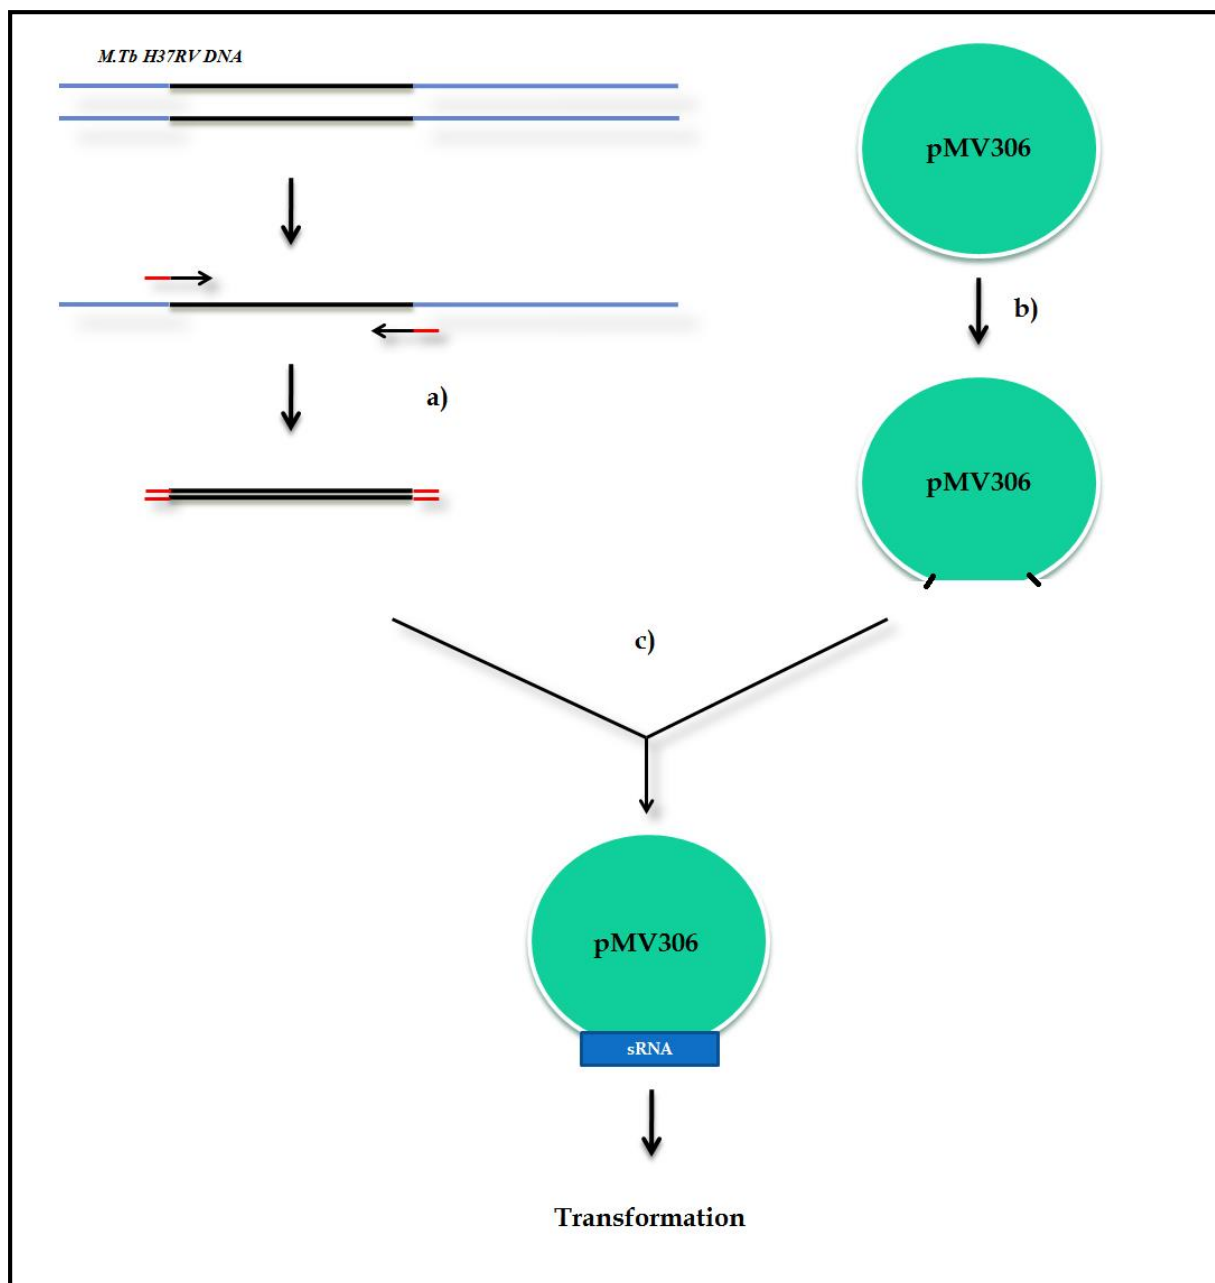 M.Tb H37RV DNA
pMV306
b)
a)
pMV306
c)
pMV306
sRNA
Transformation